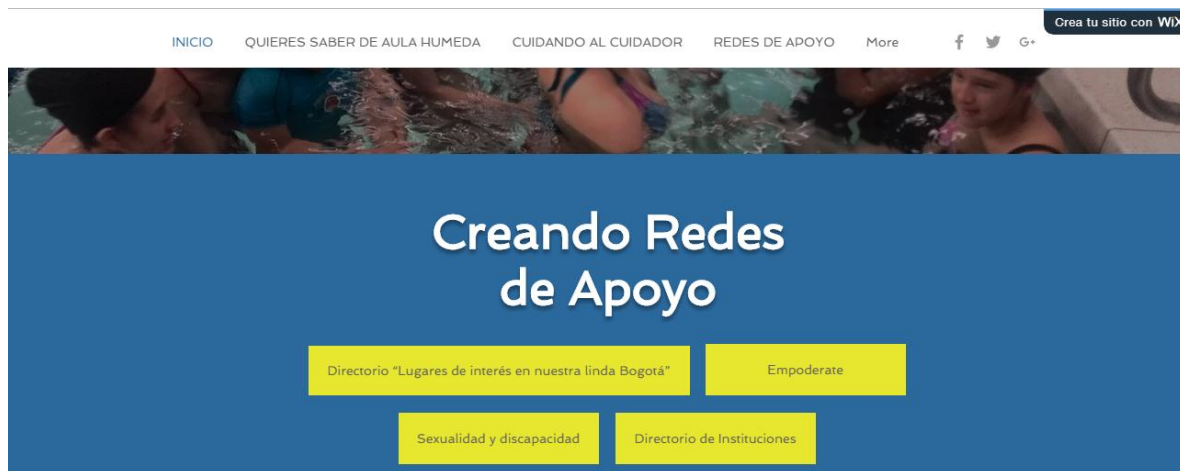 Crea tu sitio con WiX
INICIO QUIERES SABER DE AULA HUMEDA CUIDANDO AL CUIDADOR REDES DE APOYO More f G+
Creando Redes
de Apoyo
Directorio “Lugares de interés en nuestra linda Bogotá” Empoderate
Sexualidad y discapacidad Directorio de Instituciones